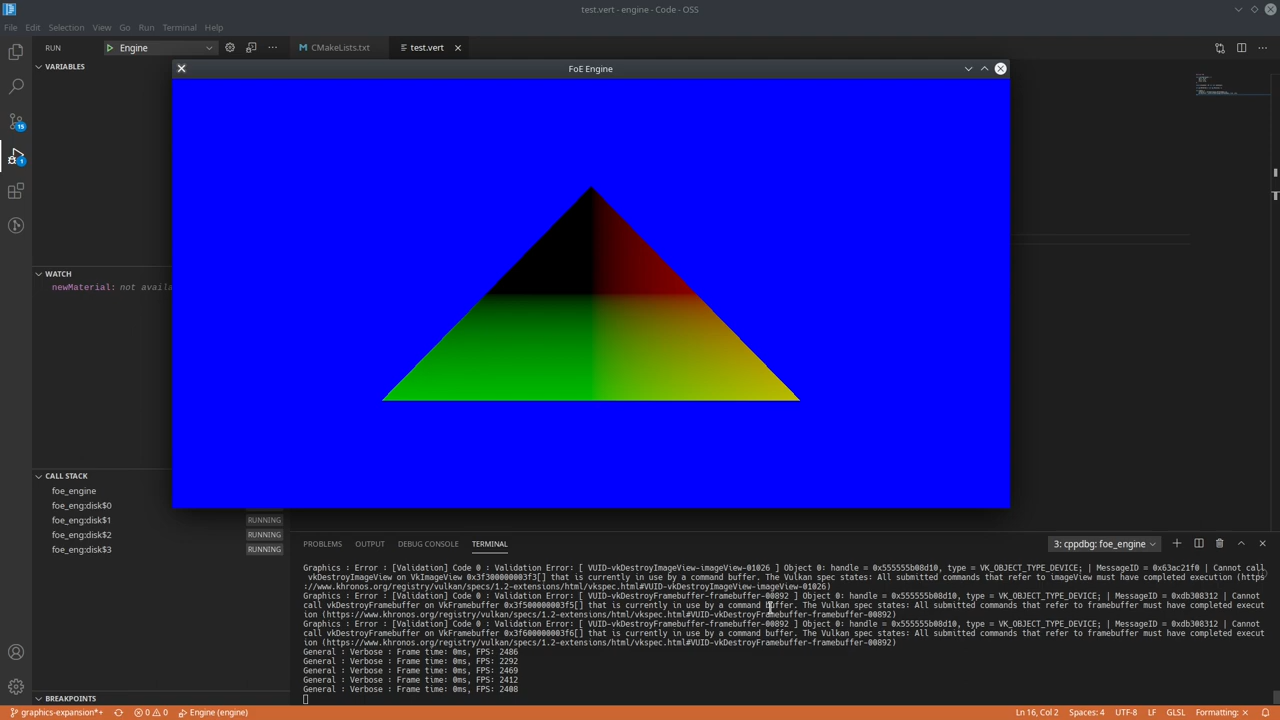 test.vert - engine - Code - OSS
File Edit Selection View Go Run Terminal Help
RUN Engine CMakeLists.txt test.vert
VARIABLES
FoE Engine
15
1
WATCH
newMaterial: not availa
CALL STACK
foe_engine
foe_eng:disk$0
foe_eng:disk$1 RUNNING
foe_eng:disk$2 RUNNING
foe_eng:disk$3 RUNNING
PROBLEMS OUTPUT DEBUG CONSOLE TERMINAL 3: cppdbg: foe_engine
Graphics : Error : [Validation] Code 0 : Validation Error: [ VUID-vkDestroyImageView-imageView-01026 ] Object 0: handle = 0x555555b08d10, type = VK_OBJECT_TYPE_DEVICE; | MessageID = 0x63ac21f0 | Cannot call
vkDestroyImageView on VkImageView 0x3f300000003f3[] that is currently in use by a command buffer. The Vulkan spec states: All submitted commands that refer to imageView must have completed execution (https
://www.khronos.org/registry/vulkan/specs/1.2-extensions/html/vkspec.html#VUID-vkDestroyImageView-imageView-01026)
Graphics : Error : [Validation] Code 0 : Validation Error: [ VUID-vkDestroyFramebuffer-framebuffer-00892 ] Object 0: handle = 0x555555b08d10, type = VK_OBJECT_TYPE_DEVICE; | MessageID = 0xdb308312 | Cannot
call vkDestroyFramebuffer on VkFramebuffer 0x3f500000003f5[] that is currently in use by a command buffer. The Vulkan spec states: All submitted commands that refer to framebuffer must have completed execut
ion (https://www.khronos.org/registry/vulkan/specs/1.2-extensions/html/vkspec.html#VUID-vkDestroyFramebuffer-framebuffer-00892)
Graphics : Error : [Validation] Code 0 : Validation Error: [ VUID-vkDestroyFramebuffer-framebuffer-00892 ] Object 0: handle = 0x555555b08d10, type = VK_OBJECT_TYPE_DEVICE; | MessageID = 0xdb308312 | Cannot
call vkDestroyFramebuffer on VkFramebuffer 0x3f600000003f6[] that is currently in use by a command buffer. The Vulkan spec states: All submitted commands that refer to framebuffer must have completed execut
ion (https://www.khronos.org/registry/vulkan/specs/1.2-extensions/html/vkspec.html#VUID-vkDestroyFramebuffer-framebuffer-00892)
General : Verbose : Frame time: 0ms, FPS: 2486
General : Verbose : Frame time: 0ms, FPS: 2292
General : Verbose : Frame time: 0ms, FPS: 2469
General : Verbose : Frame time: 0ms, FPS: 2412
General : Verbose : Frame time: 0ms, FPS: 2408
BREAKPOINTS
graphics-expansion*+ 0 0 Engine (engine) Ln 16, Col 2 Spaces: 4 UTF-8 LF GLSL Formatting: ×